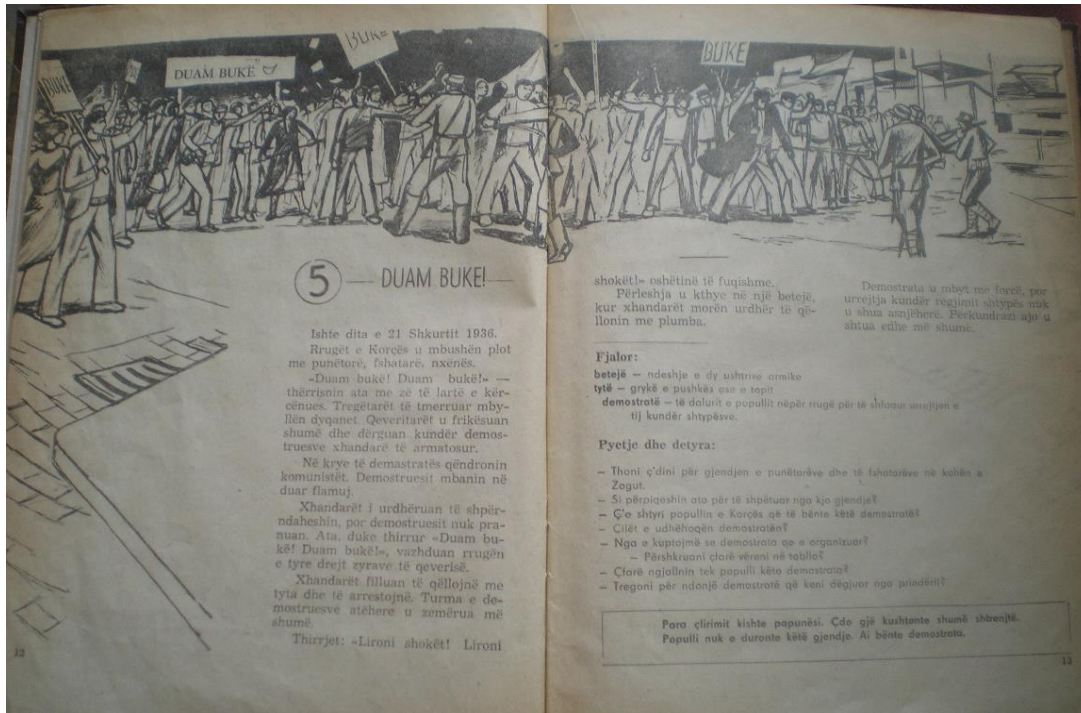 BUKE
DUAM BUKË
BUKE
BUKE
5 — DUAM BUKE! —
Ishte dita e 21 Shkurtit 1936.
Rrugët e Korçës u mbushën plot
me punëtorë, fshatarë, nxënës.
«Duam bukë! Duam bukë!» —
thërrisnin ata me zë të lartë e kër-
cënues. Tregëtarët të tmerruar mby-
llën dyqanet. Qeveritarët u frikësuan
shumë dhe dërguan kundër demos-
truesve xhandarë të armatosur.
Në krye të demastratës qëndronin
komunistët. Demostruesit mbanin në
duar flamuj.
Xhandarët i urdhëruan të shpër-
ndaheshin, por demostruesit nuk pra-
nuan. Ata, duke thirrur «Duam bu-
kë! Duam bukë!», vazhduan rrugën
e tyre drejt zyrave të qeverisë.
Xhandarët filluan të qëllojnë me
tyta dhe të arrestojnë. Turma e de-
mostruesve atëhere u zemërua më
shumë.
Thirrjet: «Lironi shokët! Lironi
12
shokët!» oshëtinë të fuqishme.
Përleshja u kthye në një betejë,
kur xhandarët morën urdhër të që-
llonin me plumba.
Demostrata u mbyt me forcë, por
urrejtja kundër regjimit shtypës nuk
u shua asnjëherë. Përkundrazi ajo u
shtua edhe më shumë.
Fjalor:
betejë — ndeshje e dy ushtrive armike
tytë — grykë e pushkës ose e topit
demostratë — të dalurit e popullit nëpër rrugë për të shfaqur urrejtjen e
tij kundër shtypësve.
Pyetje dhe detyra:
— Thoni ç'dini për gjendjen e punëtorëve dhe të fshatarëve në kohën e
Zogut.
— Si përpiqeshin ata për të shpëtuar nga kjo gjendje?
— Ç'e shtyri popullin e Korçës që të bënte këtë demostratë?
— Cilët e udhëhoqën demostratën?
— Nga e kuptojmë se demostrata qe e organizuar?
— Përshkruani çfarë vëreni në tablo?
— Çfarë ngjallnin tek populli këto demostrata?
— Tregoni për ndonjë demostratë që keni dëgjuar nga prindërit?
Para çlirimit kishte papunësi. Çdo gjë kushtonte shumë shtrenjtë.
Populli nuk e duronte këtë gjendje. Ai bënte demostrata.
13